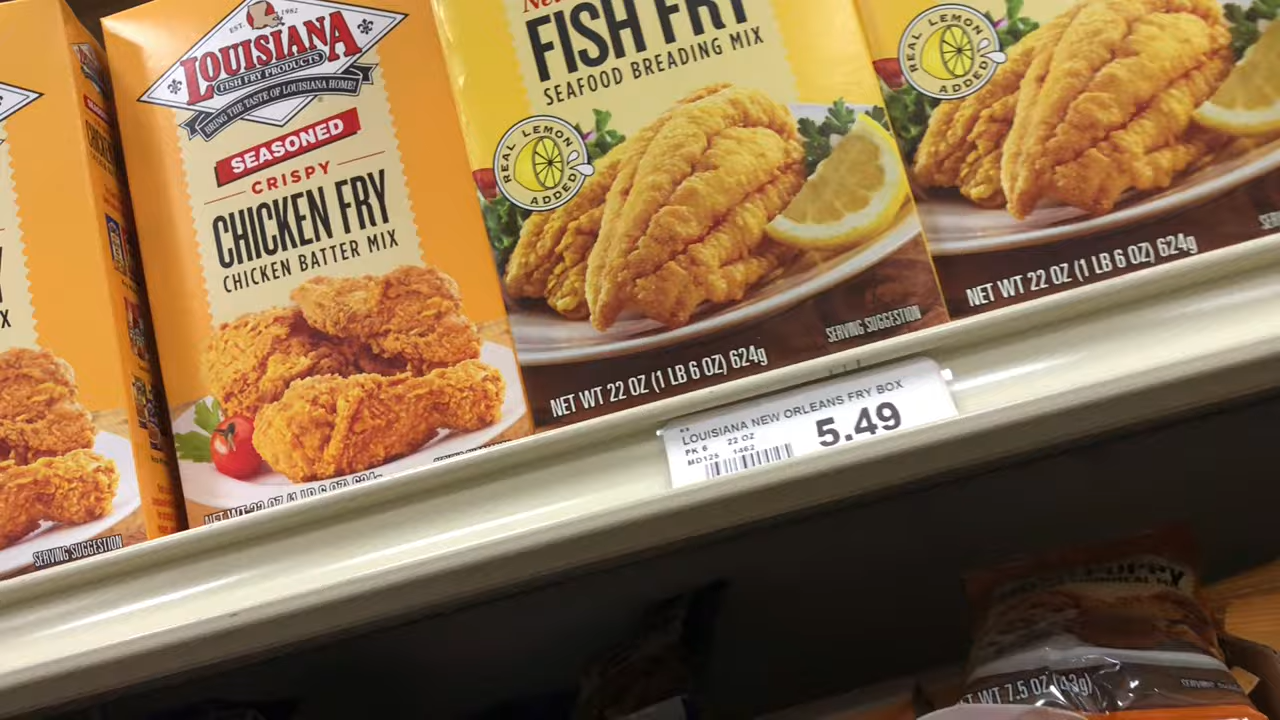 EST. 1982
LOUISIANA
FISH FRY PRODUCTS
BRING THE TASTE OF LOUISIANA HOME!
®
SEASONED
CRISPY
CHICKEN FRY
CHICKEN BATTER MIX
SERVING SUGGESTION
FISH FRY
SEAFOOD BREADING MIX
REAL LEMON
ADDED
NET WT 22 OZ (1 LB 6 OZ) 624g
SERVING SUGGESTION
REAL LEMON
ADDED
NET WT 22 OZ (1 LB 6 OZ) 624g
LOUISIANA NEW ORLEANS FRY BOX
PK 6 22 OZ
MD125 1462
5.49
WT 7.5 OZ